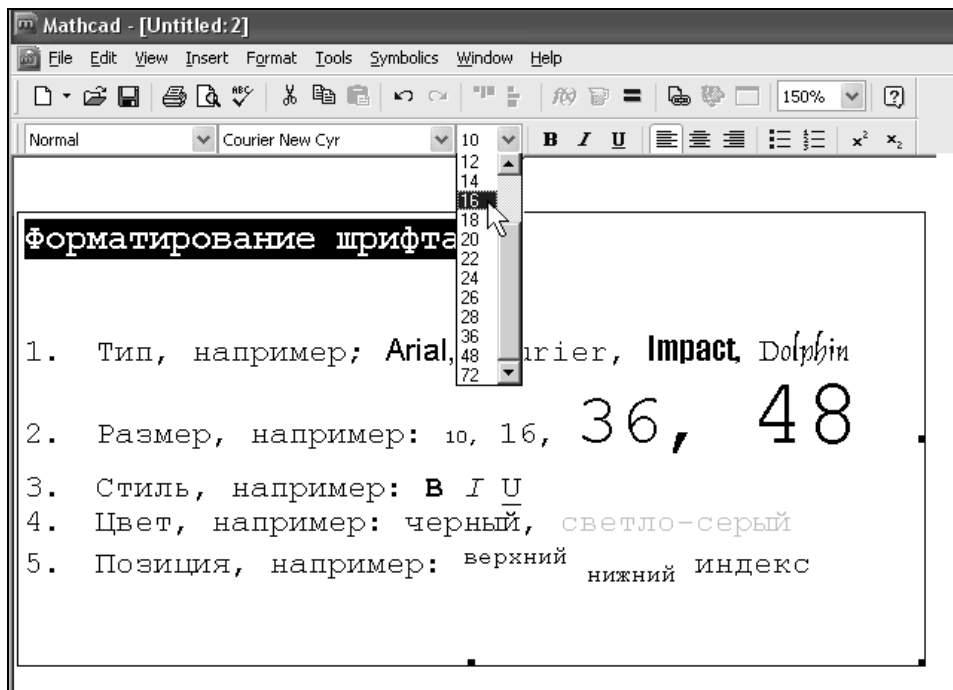 Mathcad - [Untitled:2]
File Edit View Insert Format Tools Symbolics Window Help
150%
Normal Courier New Cyr 10 B I U x² x₂
12
14
16
18
20
22
24
26
28
36
48
72
Форматирование шрифта
1. Тип, например; Arial, urier, Impact, Dolphin
2. Размер, например: 10, 16, 36, 48
3. Стиль, например: B I U
4. Цвет, например: черный, светло-серый
5. Позиция, например: верхний нижний индекс